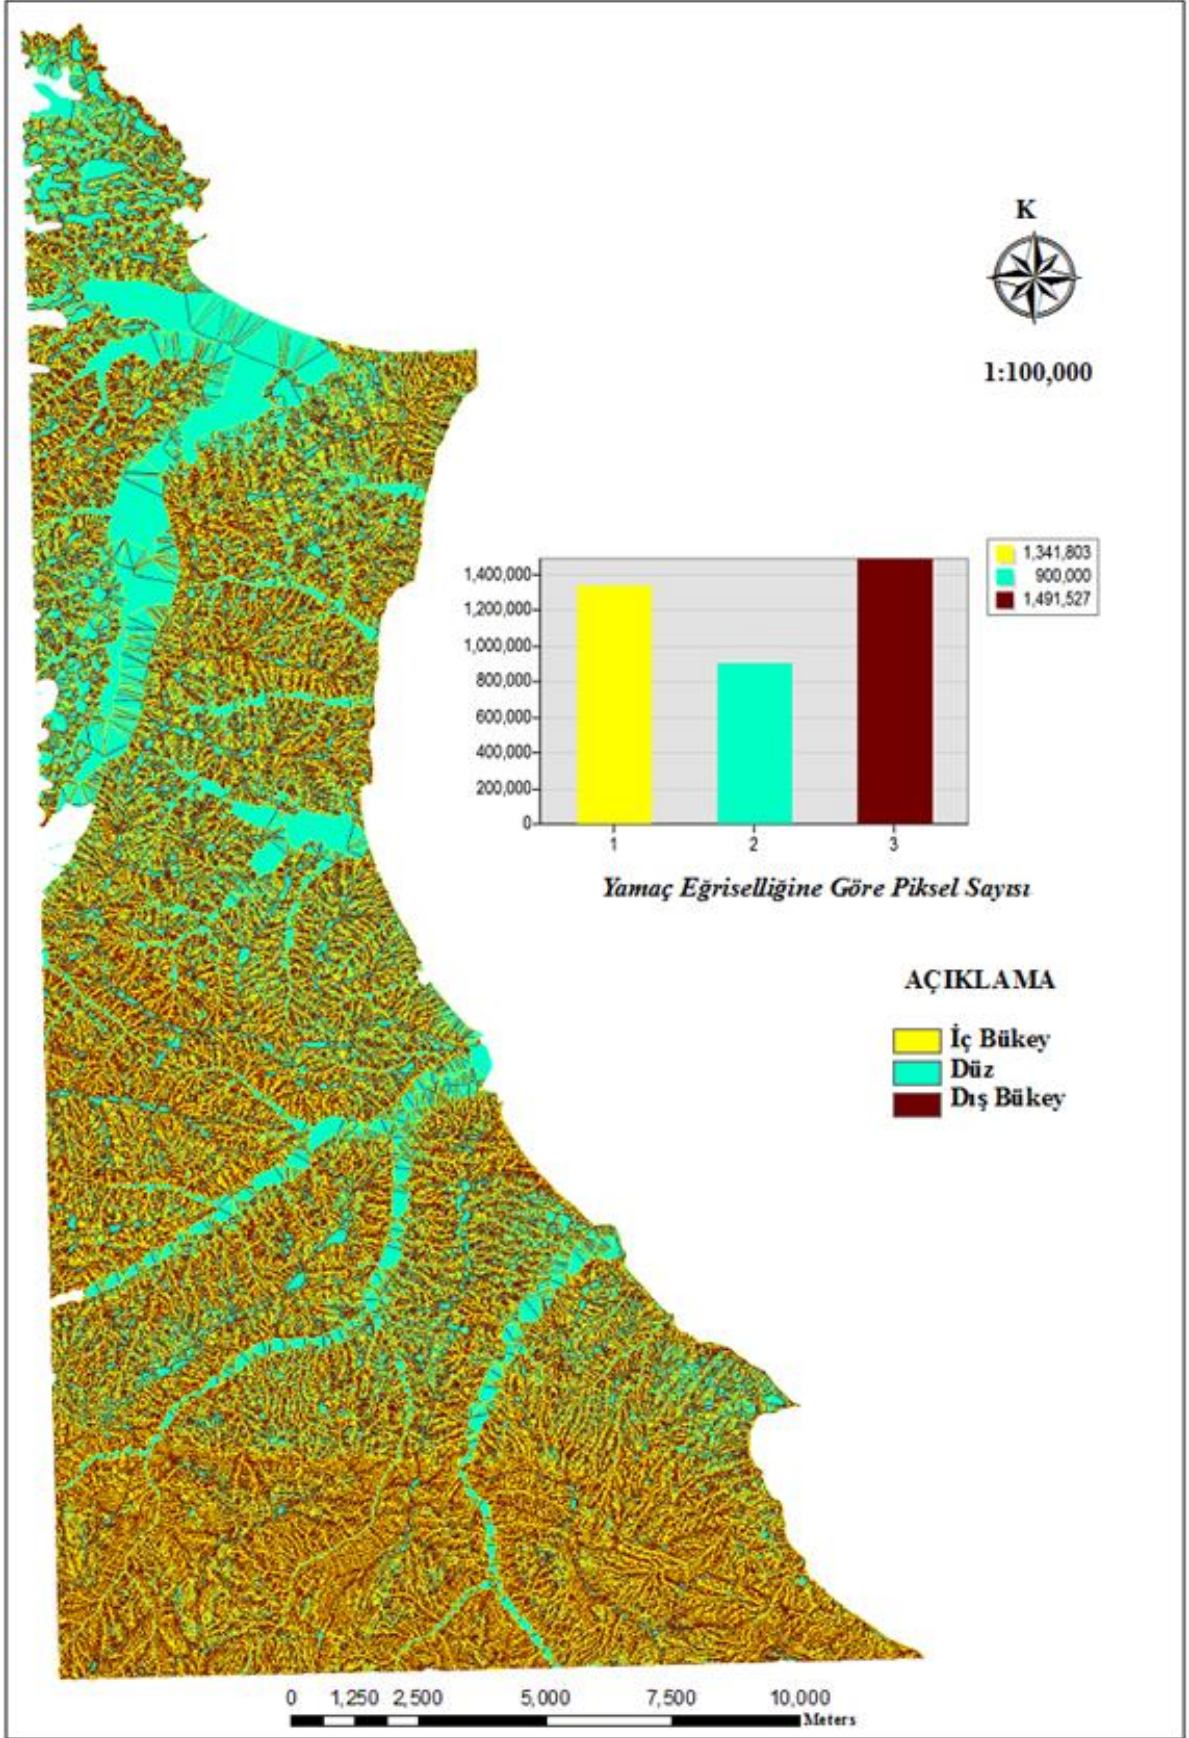 K
1:100,000
1,341,803
900,000
1,491,527
1,400,000
1,200,000
1,000,000
800,000
600,000
400,000
200,000
0
1 2 3
Yamaç Eğriselliğine Göre Piksel Sayısı
AÇIKLAMA
İç Bükey
Düz
Dış Bükey
0 1,250 2,500 5,000 7,500 10,000
Meters